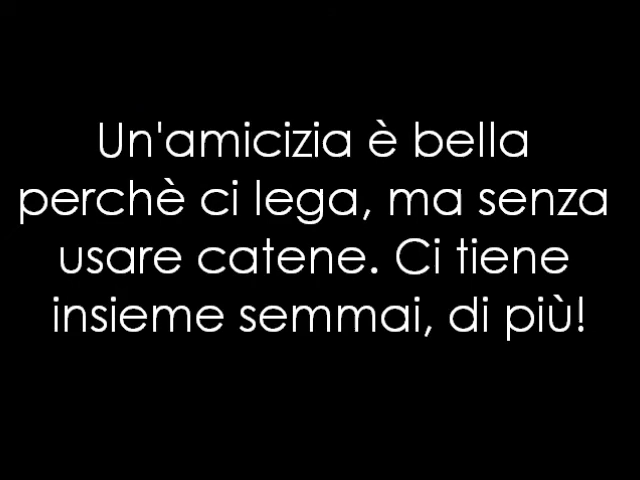 Un'amicizia è bella
perchè ci lega, ma senza
usare catene. Ci tiene
insieme semmai, di più!